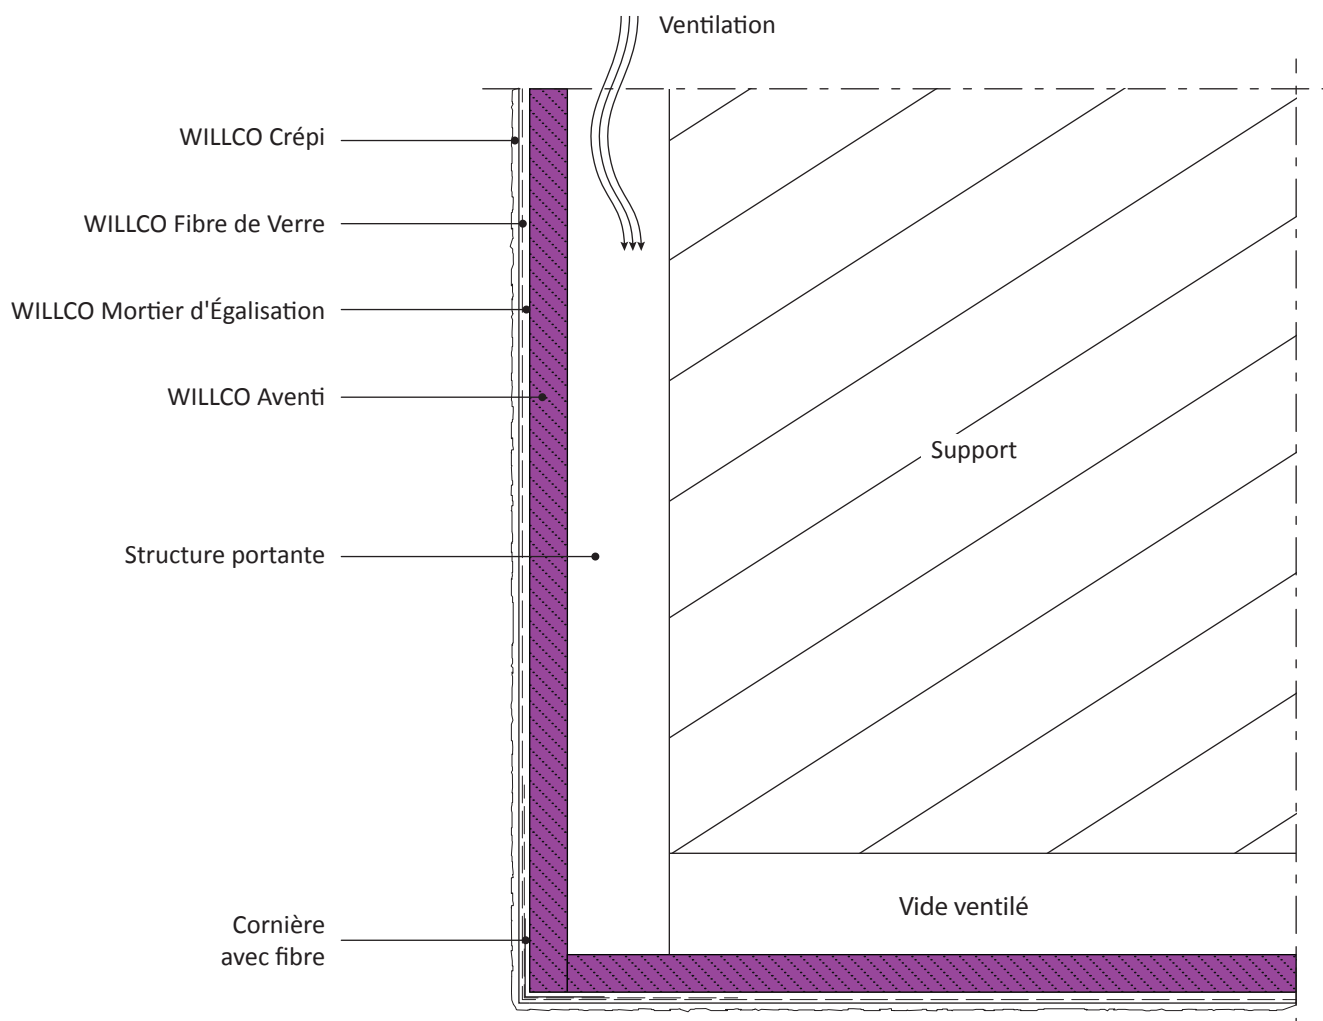 Ventilation
WILLCO Crépi
WILLCO Fibre de Verre
WILLCO Mortier d'Égalisation
WILLCO Aventi
Support
Structure portante
Vide ventilé
Cornière
avec fibre